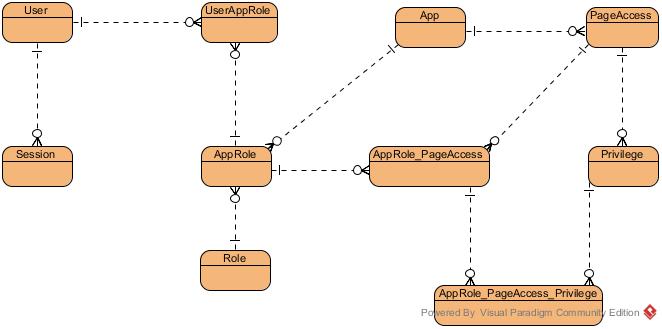 User
UserAppRole
App
PageAccess
Session
AppRole
AppRole_PageAccess
Privilege
Role
AppRole_PageAccess_Privilege
Powered By Visual Paradigm Community Edition